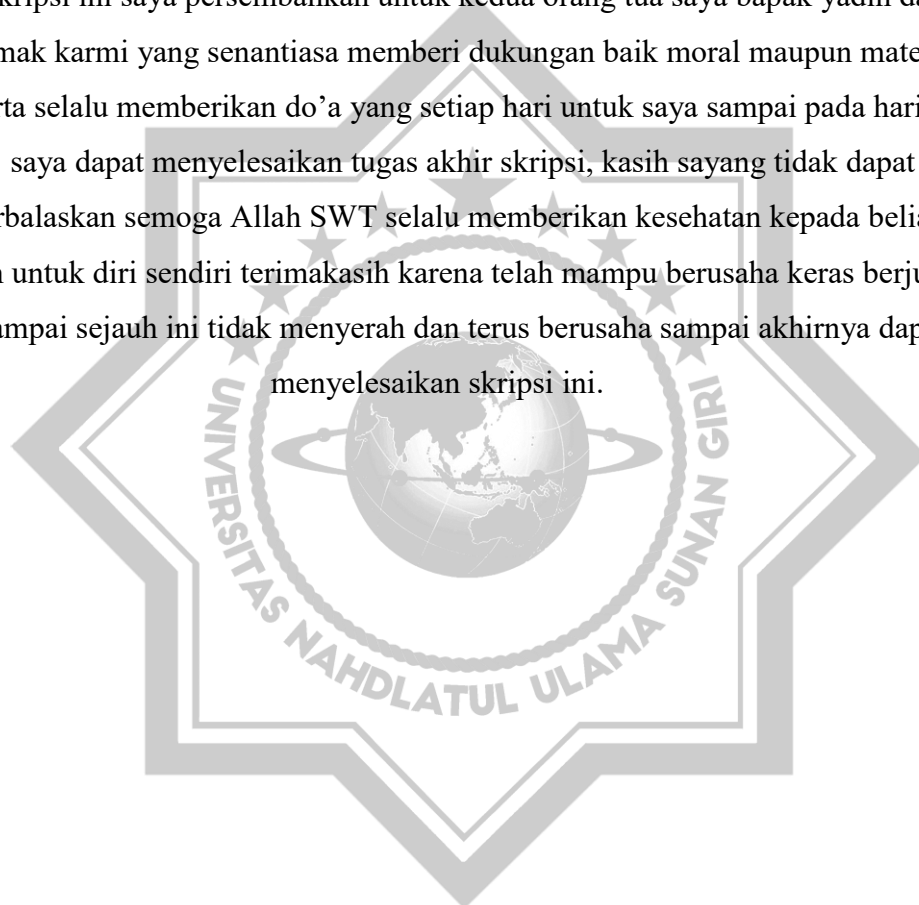 kripsi ini saya persembahkan untuk kedua orang tua saya bapak yadin da
mak karmi yang senantiasa memberi dukungan baik moral maupun mate
rta selalu memberikan do’a yang setiap hari untuk saya sampai pada hari
saya dapat menyelesaikan tugas akhir skripsi, kasih sayang tidak dapat
rbalaskan semoga Allah SWT selalu memberikan kesehatan kepada belia
n untuk diri sendiri terimakasih karena telah mampu berusaha keras berju
ampai sejauh ini tidak menyerah dan terus berusaha sampai akhirnya dap
menyelesaikan skripsi ini.
UNIVERSITAS NAHDLATUL ULAMA SUNAN GIRI